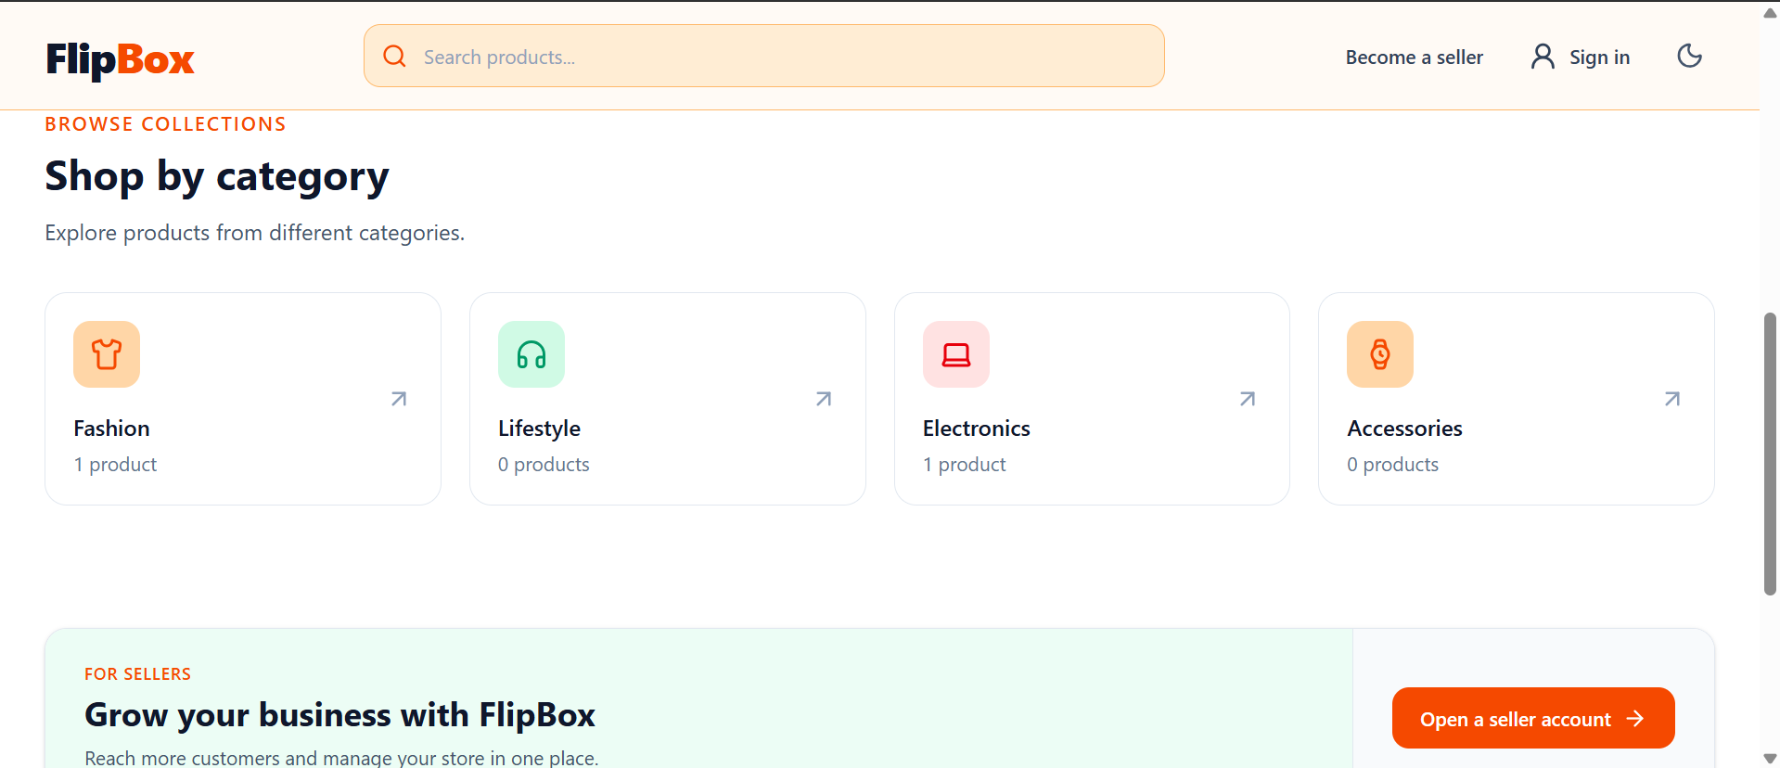 FlipBox
Search products...
Become a seller
Sign in
BROWSE COLLECTIONS
Shop by category
Explore products from different categories.
Fashion
1 product
Lifestyle
0 products
Electronics
1 product
Accessories
0 products
FOR SELLERS
Grow your business with FlipBox
Reach more customers and manage your store in one place.
Open a seller account